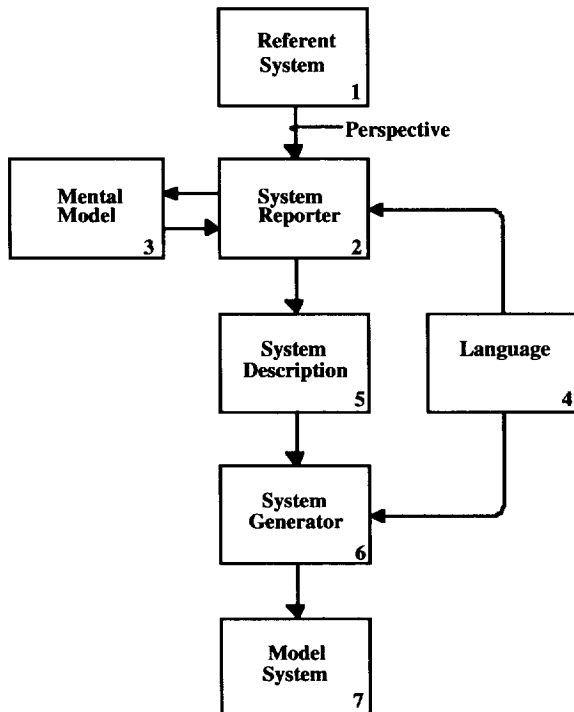 Referent
System
1
Perspective
Mental
Model
3
System
Reporter
2
System
Description
5
Language
4
System
Generator
6
Model
System
7